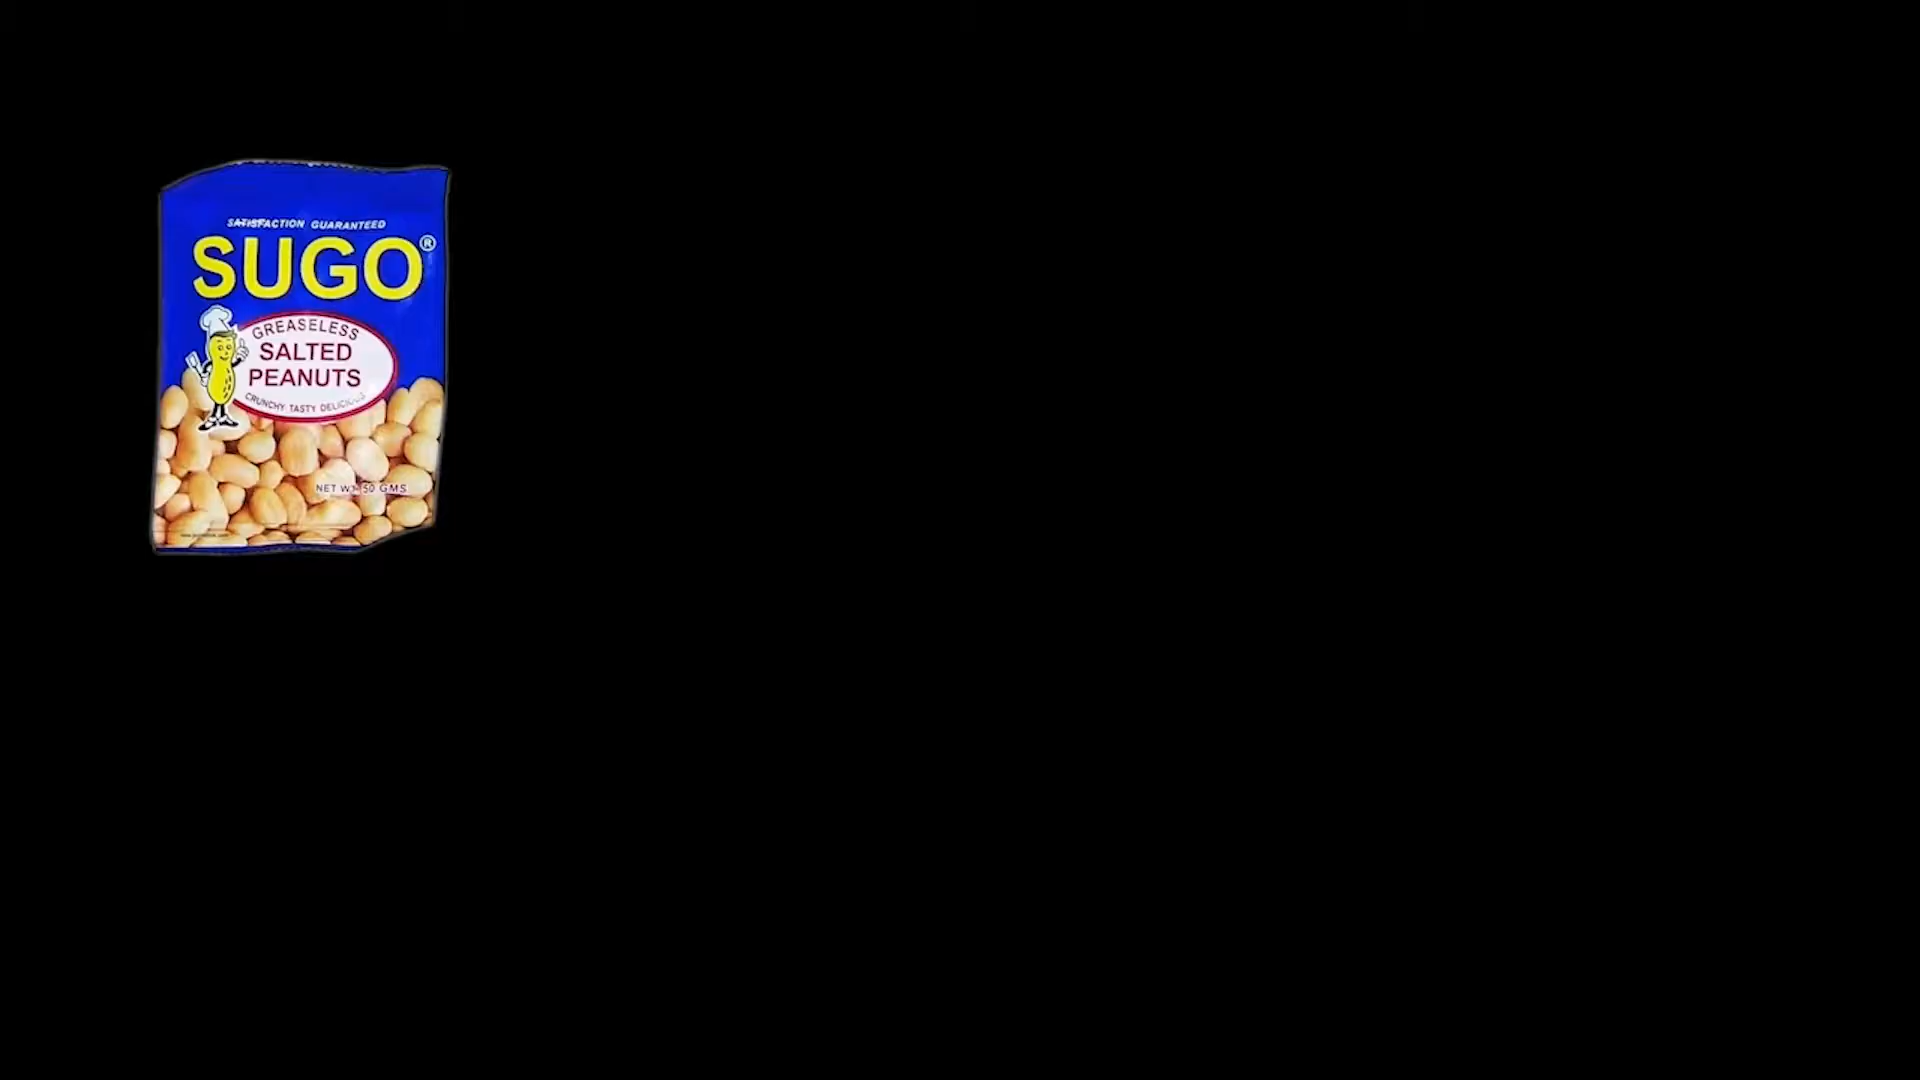 SATISFACTION GUARANTEED
SUGO®
GREASELESS
SALTED
PEANUTS
CRUNCHY TASTY DELICIOUS
NET WT. 50 GMS